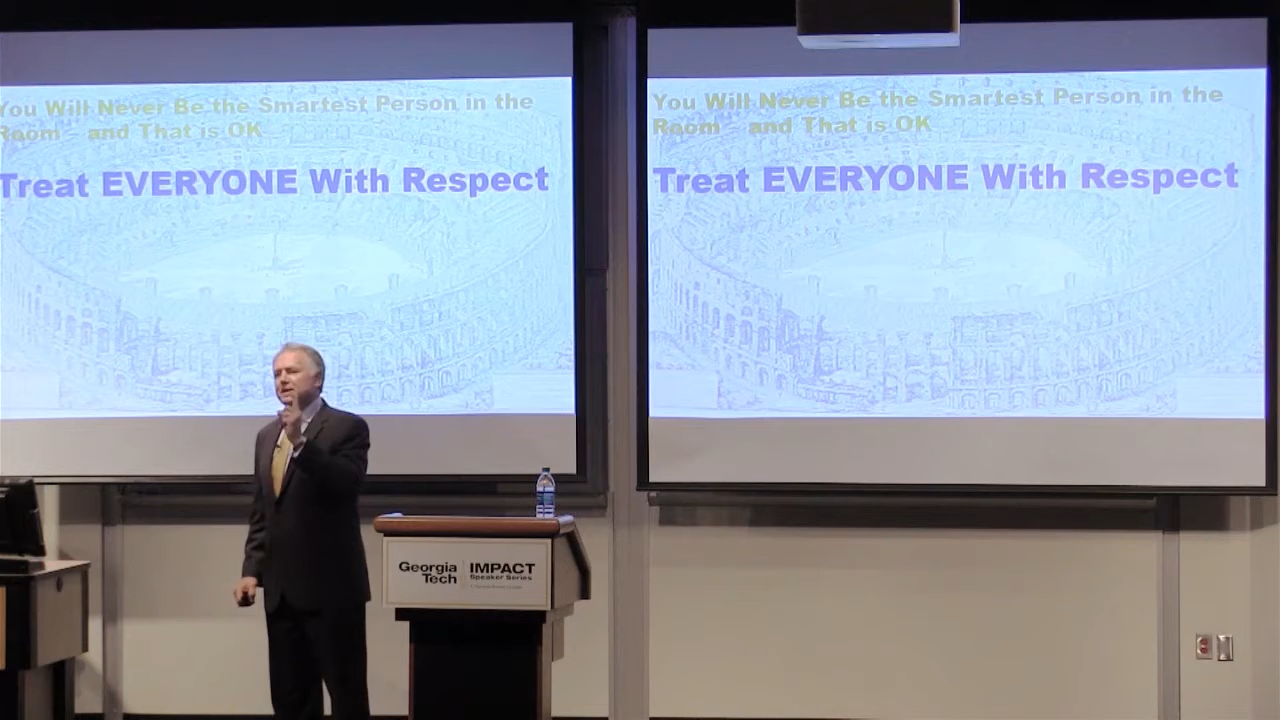 You Will Never Be the Smartest Person in the
Room - and That is OK
Treat EVERYONE With Respect
You Will Never Be the Smartest Person in the
Room - and That is OK
Treat EVERYONE With Respect
Georgia
Tech
IMPACT
Speaker Series